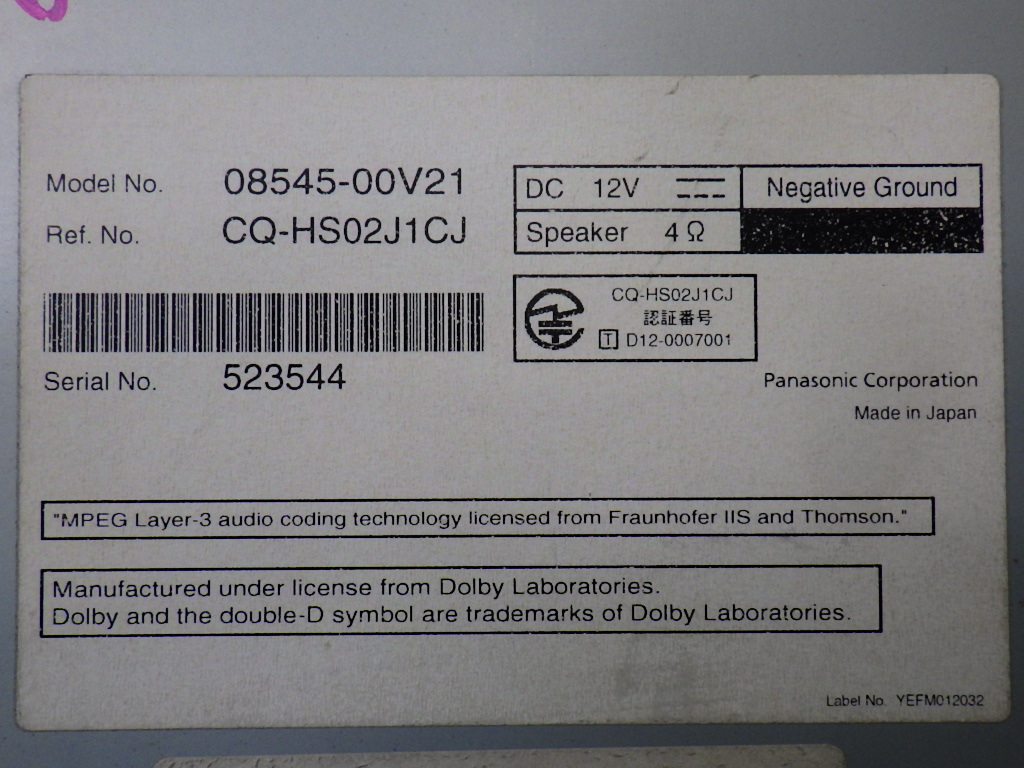 Model No. 08545-00V21
Ref. No. CQ-HS02J1CJ
DC 12V Negative Ground
Speaker 4 Ω
CQ-HS02J1CJ
認証番号
T D12-0007001
Serial No. 523544
Panasonic Corporation
Made in Japan
"MPEG Layer-3 audio coding technology licensed from Fraunhofer IIS and Thomson."
Manufactured under license from Dolby Laboratories.
Dolby and the double-D symbol are trademarks of Dolby Laboratories.
Label No. YEFM012032